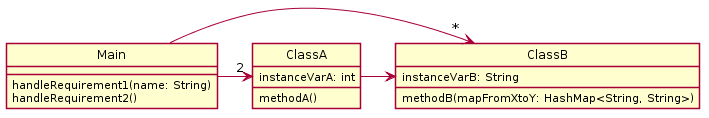 *
Main
ClassA
ClassB
2
handleRequirement1(name: String)
handleRequirement2()
instanceVarA: int
methodA()
instanceVarB: String
methodB(mapFromXtoY: HashMap<String, String>)